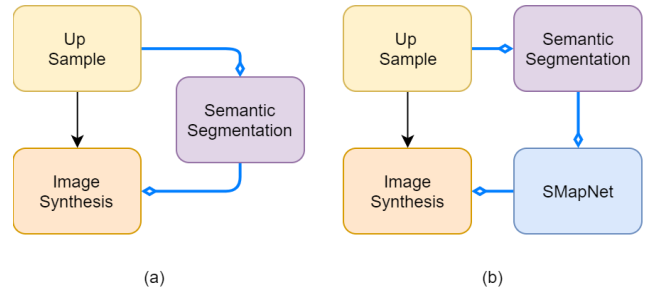 Up
Sample
Semantic
Segmentation
Image
Synthesis
(a)
Up
Sample
Semantic
Segmentation
Image
Synthesis
SMapNet
(b)